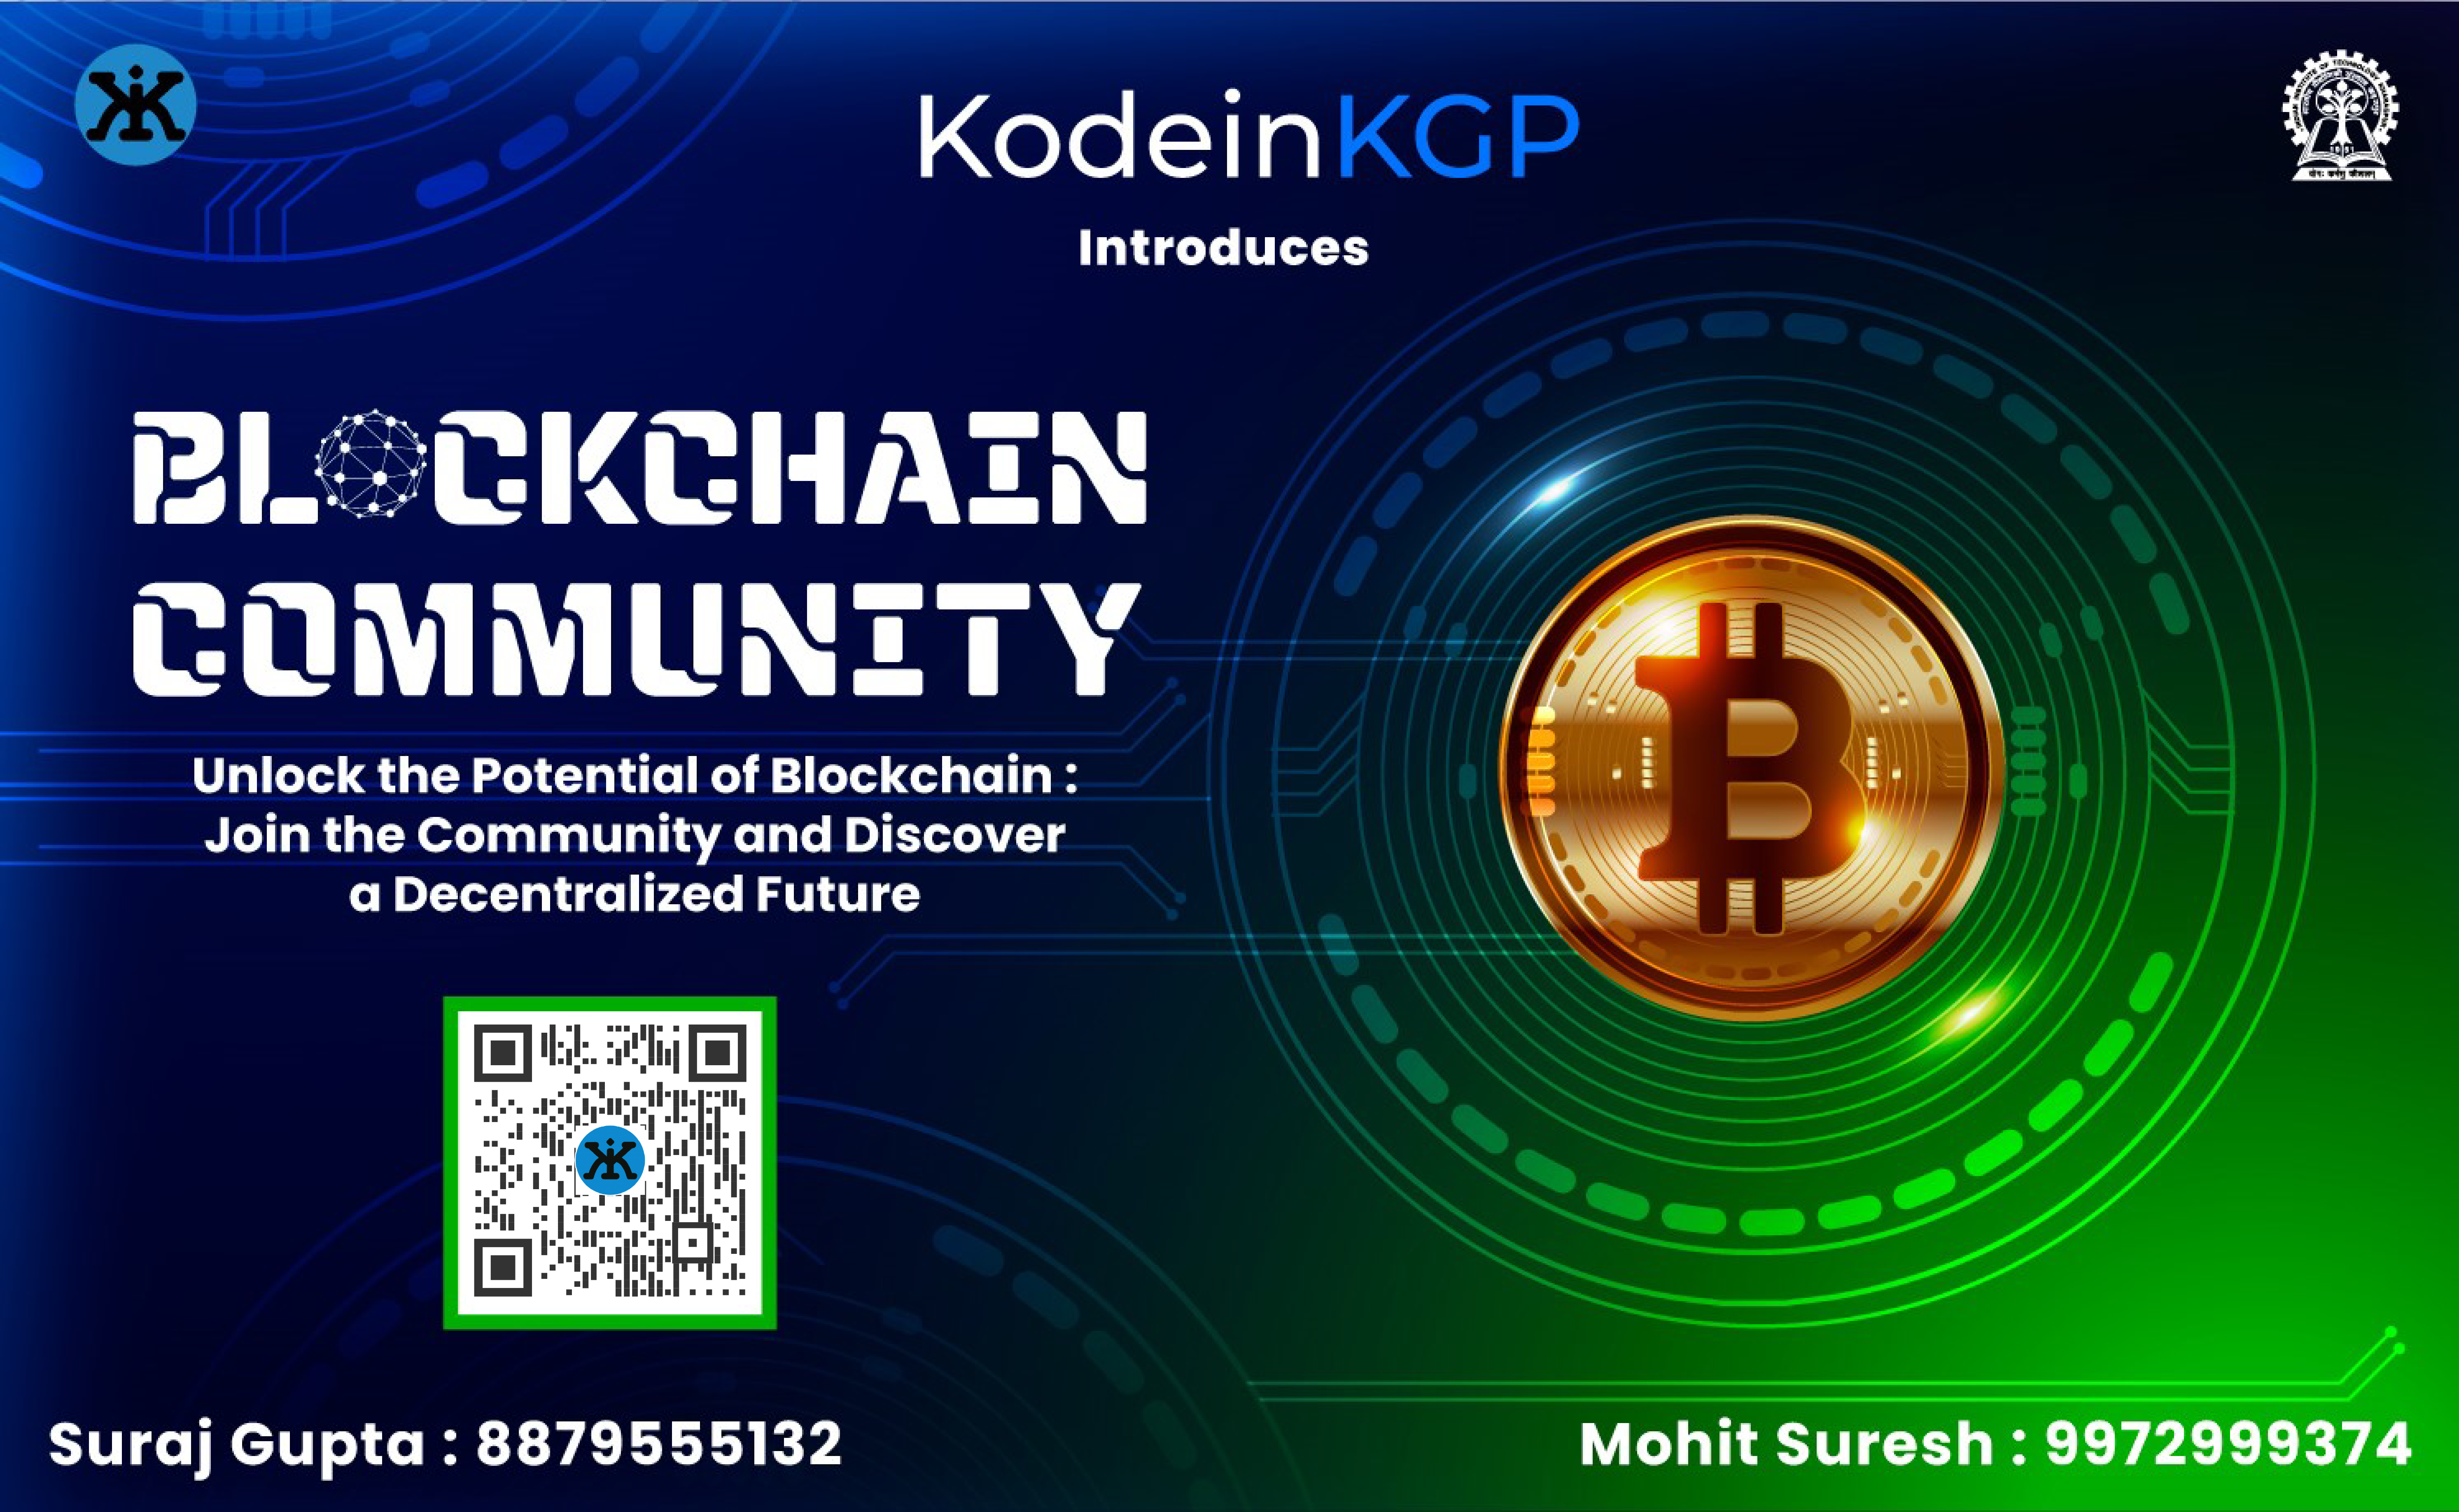 KodeinKGP
Introduces
BLOCKCHAIN
COMMUNITY
Unlock the Potential of Blockchain :
Join the Community and Discover
a Decentralized Future
Suraj Gupta : 8879555132
Mohit Suresh : 9972999374